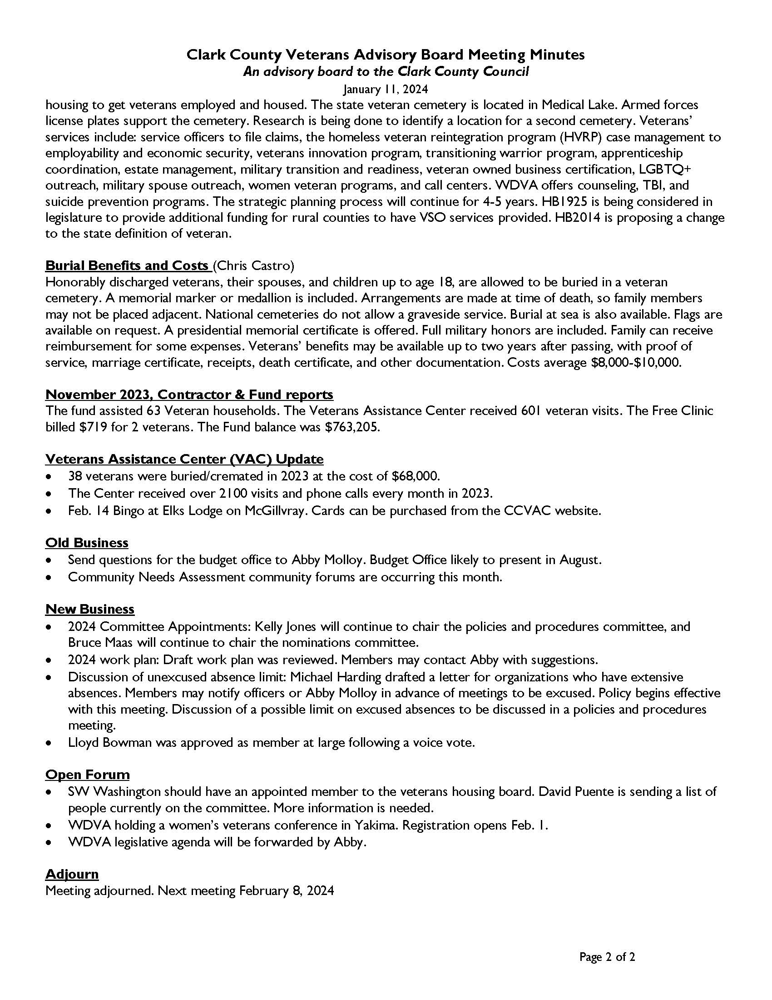 Clark County Veterans Advisory Board Meeting Minutes
An advisory board to the Clark County Council
January 11, 2024
housing to get veterans employed and housed. The state veteran cemetery is located in Medical Lake. Armed forces
license plates support the cemetery. Research is being done to identify a location for a second cemetery. Veterans’
services include: service officers to file claims, the homeless veteran reintegration program (HVRP) case management to
employability and economic security, veterans innovation program, transitioning warrior program, apprenticeship
coordination, estate management, military transition and readiness, veteran owned business certification, LGBTQ+
outreach, military spouse outreach, women veteran programs, and call centers. WDVA offers counseling, TBI, and
suicide prevention programs. The strategic planning process will continue for 4-5 years. HB1925 is being considered in
legislature to provide additional funding for rural counties to have VSO services provided. HB2014 is proposing a change
to the state definition of veteran.
Burial Benefits and Costs (Chris Castro)
Honorably discharged veterans, their spouses, and children up to age 18, are allowed to be buried in a veteran
cemetery. A memorial marker or medallion is included. Arrangements are made at time of death, so family members
may not be placed adjacent. National cemeteries do not allow a graveside service. Burial at sea is also available. Flags are
available on request. A presidential memorial certificate is offered. Full military honors are included. Family can receive
reimbursement for some expenses. Veterans’ benefits may be available up to two years after passing, with proof of
service, marriage certificate, receipts, death certificate, and other documentation. Costs average $8,000-$10,000.
November 2023, Contractor & Fund reports
The fund assisted 63 Veteran households. The Veterans Assistance Center received 601 veteran visits. The Free Clinic
billed $719 for 2 veterans. The Fund balance was $763,205.
Veterans Assistance Center (VAC) Update
• 38 veterans were buried/cremated in 2023 at the cost of $68,000.
• The Center received over 2100 visits and phone calls every month in 2023.
• Feb. 14 Bingo at Elks Lodge on McGillvray. Cards can be purchased from the CCVAC website.
Old Business
• Send questions for the budget office to Abby Molloy. Budget Office likely to present in August.
• Community Needs Assessment community forums are occurring this month.
New Business
• 2024 Committee Appointments: Kelly Jones will continue to chair the policies and procedures committee, and
Bruce Maas will continue to chair the nominations committee.
• 2024 work plan: Draft work plan was reviewed. Members may contact Abby with suggestions.
• Discussion of unexcused absence limit: Michael Harding drafted a letter for organizations who have extensive
absences. Members may notify officers or Abby Molloy in advance of meetings to be excused. Policy begins effective
with this meeting. Discussion of a possible limit on excused absences to be discussed in a policies and procedures
meeting.
• Lloyd Bowman was approved as member at large following a voice vote.
Open Forum
• SW Washington should have an appointed member to the veterans housing board. David Puente is sending a list of
people currently on the committee. More information is needed.
• WDVA holding a women’s veterans conference in Yakima. Registration opens Feb. 1.
• WDVA legislative agenda will be forwarded by Abby.
Adjourn
Meeting adjourned. Next meeting February 8, 2024
Page 2 of 2